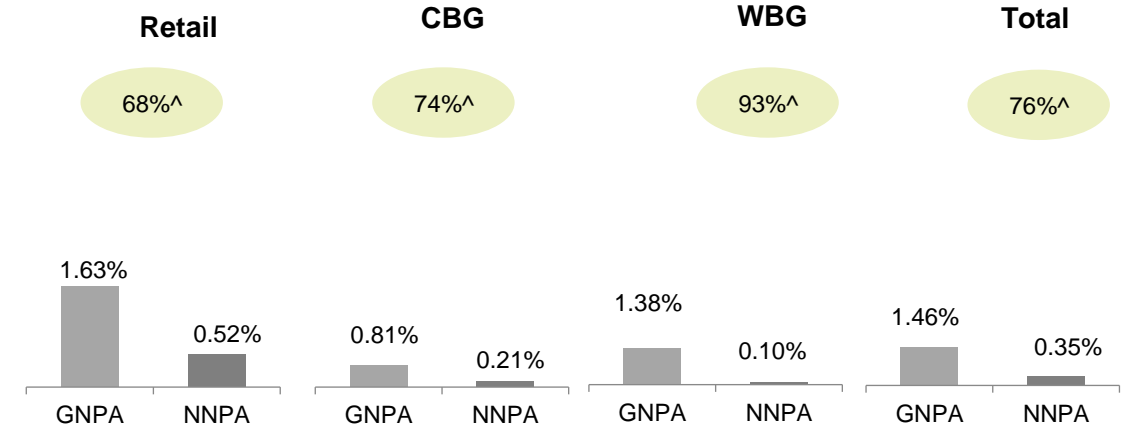 Retail
CBG
WBG
Total
68%^
74%^
93%^
76%^
1.63%
0.52%
0.81%
0.21%
1.38%
0.10%
1.46%
0.35%
GNPA NNPA
GNPA NNPA
GNPA NNPA
GNPA NNPA